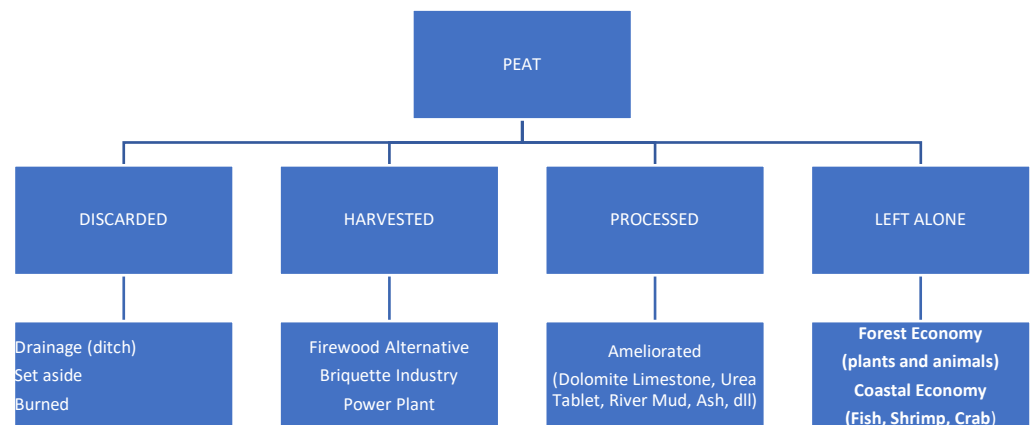 PEAT
DISCARDED
HARVESTED
PROCESSED
LEFT ALONE
Drainage (ditch)
Set aside
Burned
Firewood Alternative
Briquette Industry
Power Plant
Ameliorated
(Dolomite Limestone, Urea
Tablet, River Mud, Ash, dll)
Forest Economy
(plants and animals)
Coastal Economy
(Fish, Shrimp, Crab)